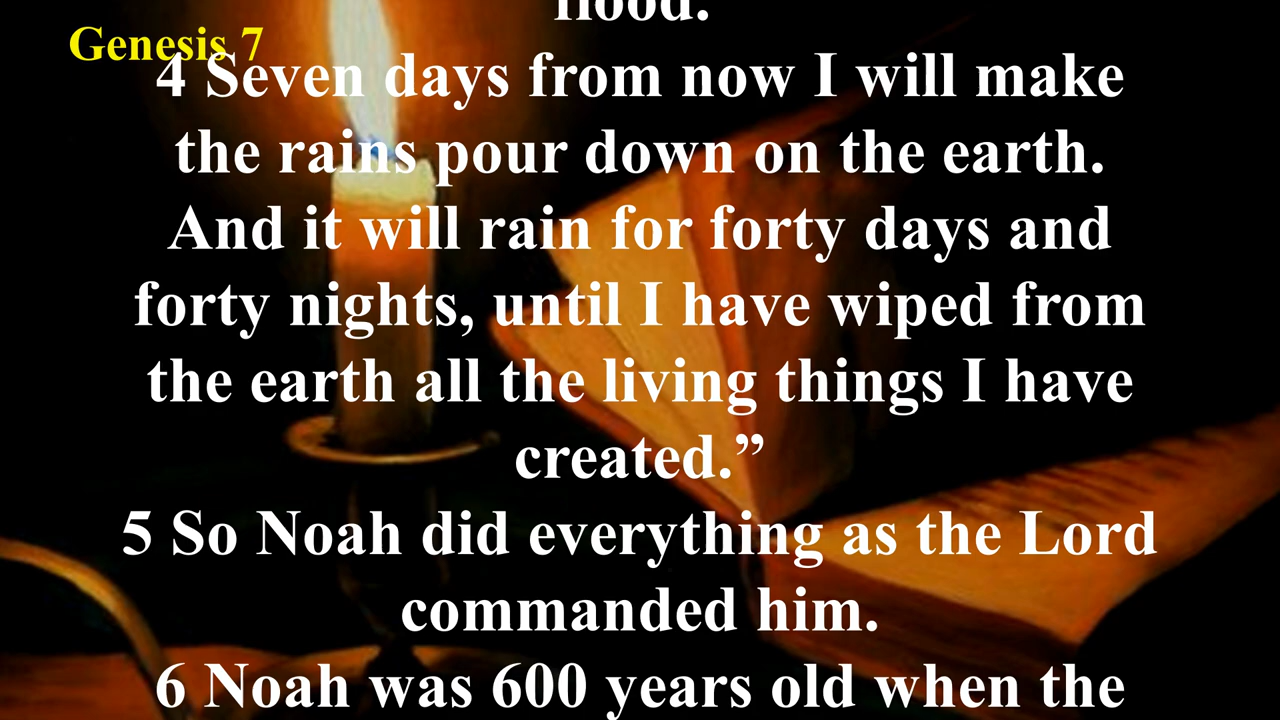 flood.
Genesis 7
4 Seven days from now I will make
the rains pour down on the earth.
And it will rain for forty days and
forty nights, until I have wiped from
the earth all the living things I have
created.”
5 So Noah did everything as the Lord
commanded him.
6 Noah was 600 years old when the